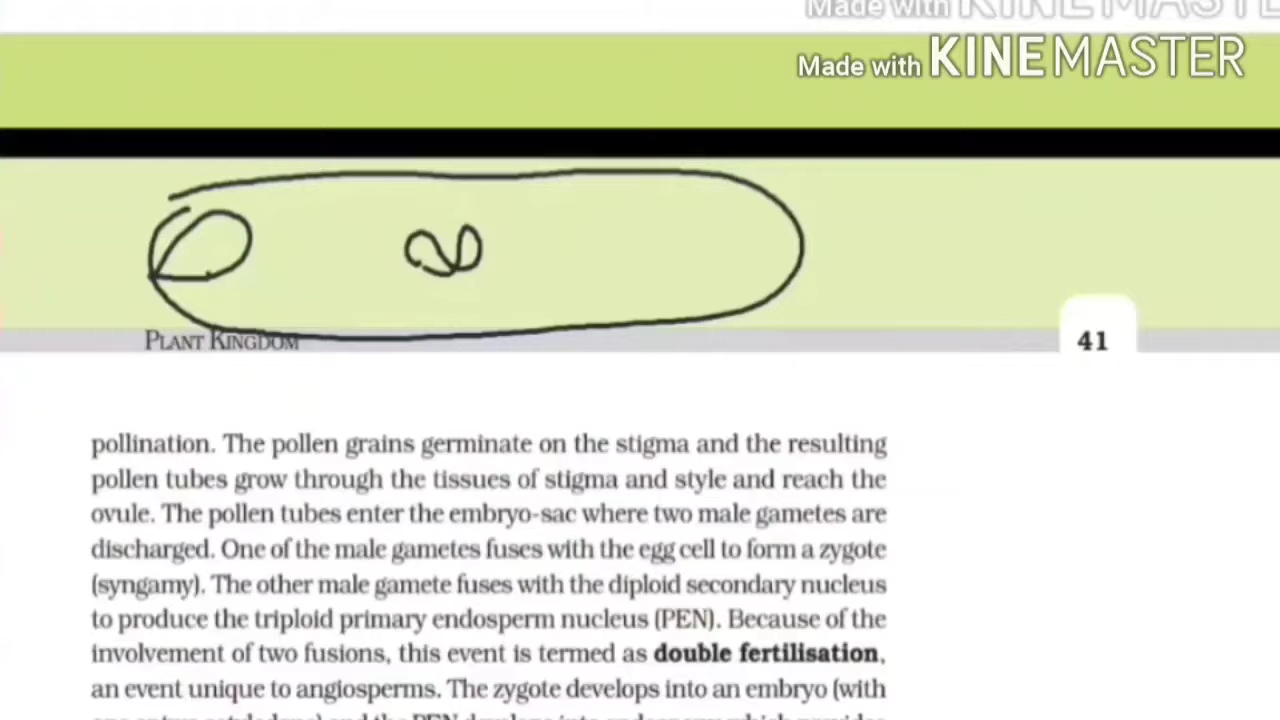 Made with KINEMASTER
Made with KINEMASTER
PLANT KINGDOM
41
pollination. The pollen grains germinate on the stigma and the resulting
pollen tubes grow through the tissues of stigma and style and reach the
ovule. The pollen tubes enter the embryo-sac where two male gametes are
discharged. One of the male gametes fuses with the egg cell to form a zygote
(syngamy). The other male gamete fuses with the diploid secondary nucleus
to produce the triploid primary endosperm nucleus (PEN). Because of the
involvement of two fusions, this event is termed as double fertilisation,
an event unique to angiosperms. The zygote develops into an embryo (with